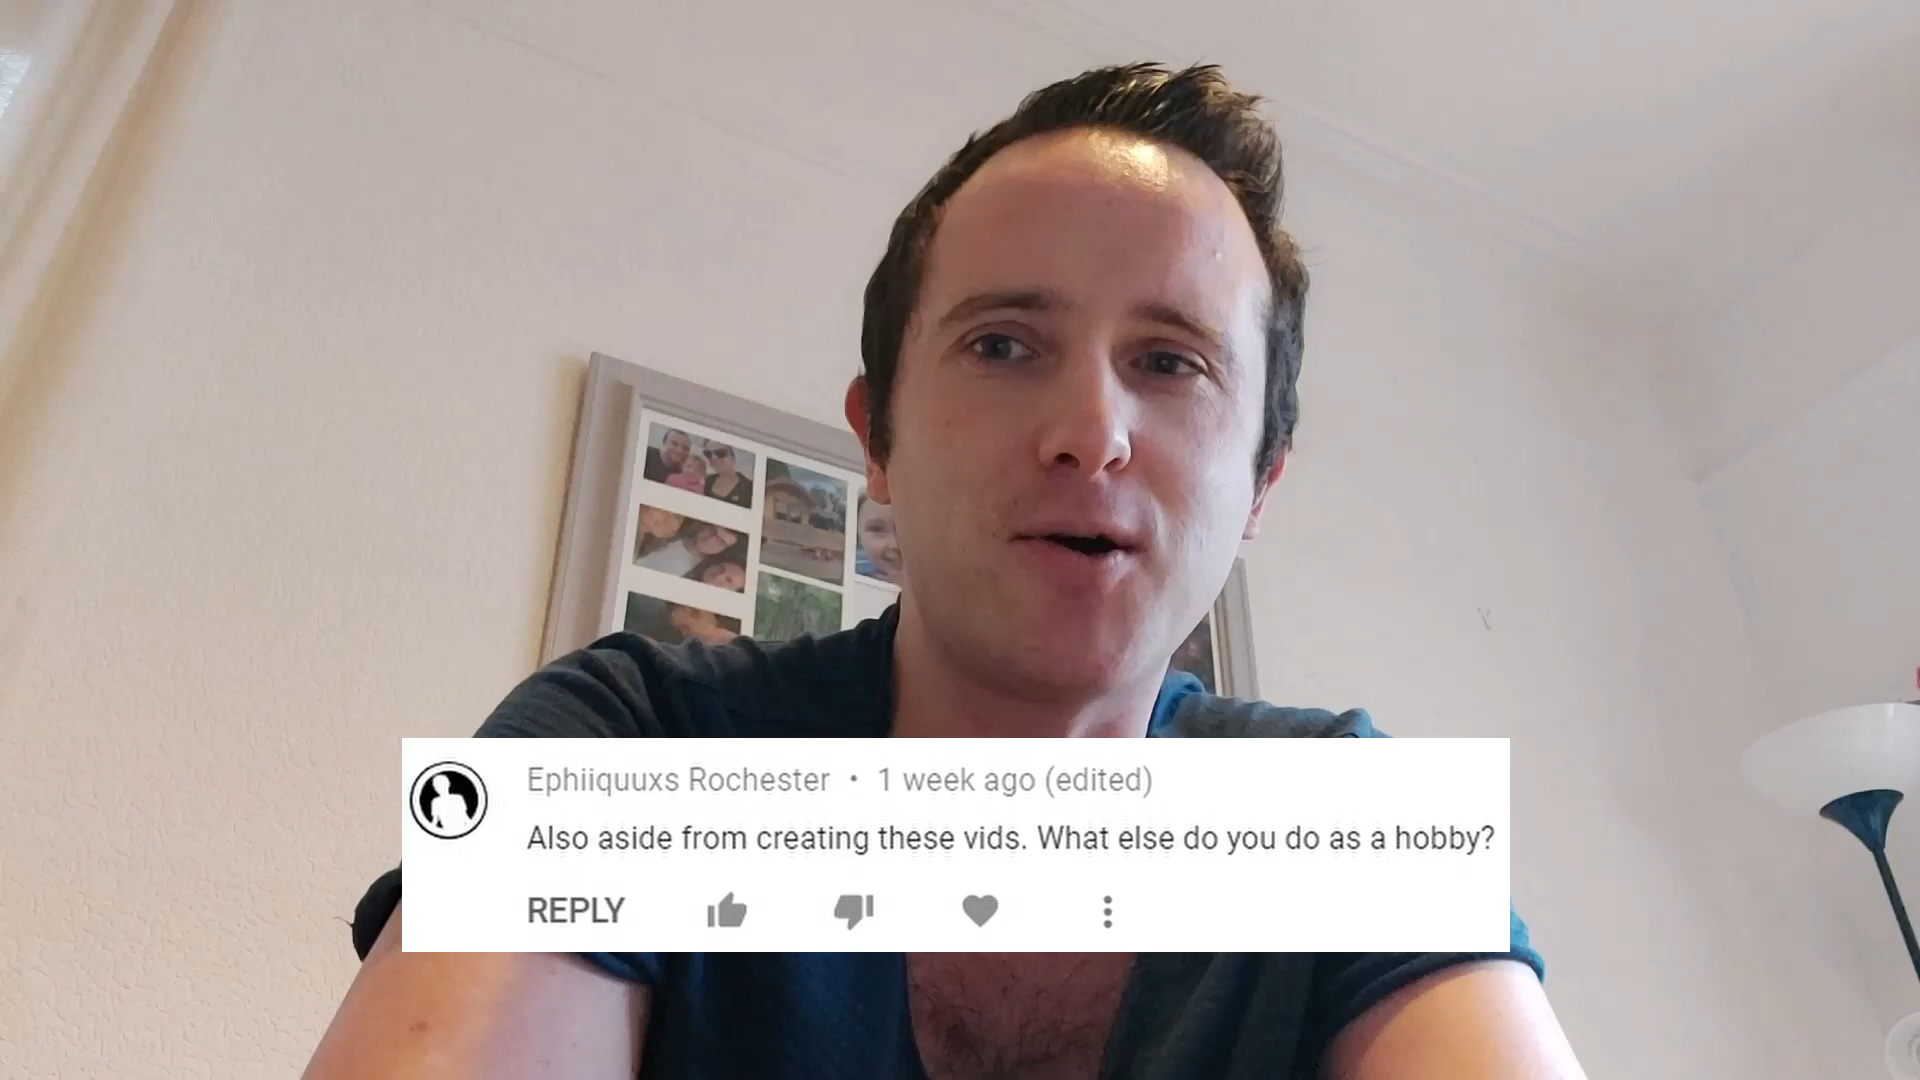 Ephiiquuxs Rochester • 1 week ago (edited)
Also aside from creating these vids. What else do you do as a hobby?
REPLY